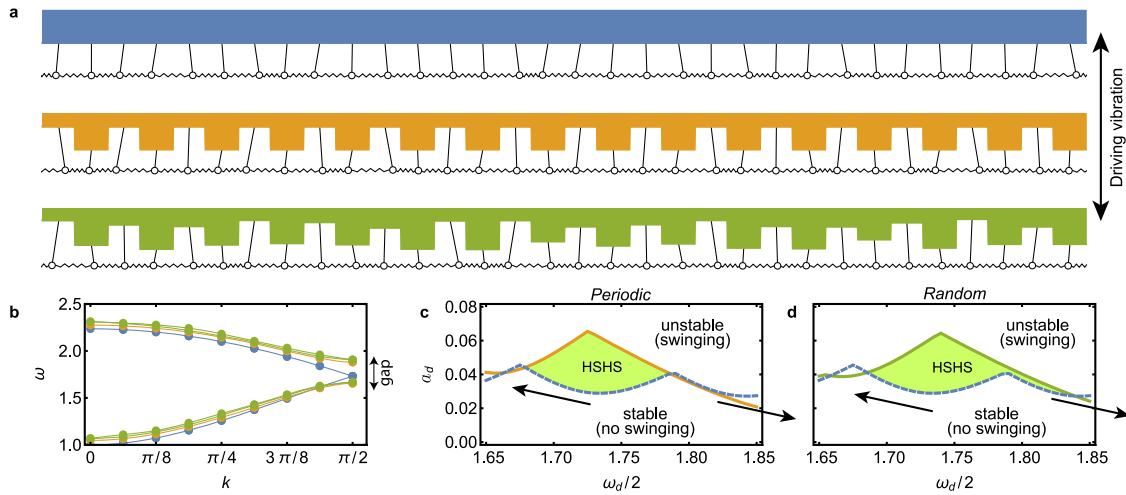 a
Driving vibration
b
2.5
2.0
1.5
1.0
ω
gap
0
π/8
π/4
3π/8
π/2
k
c
Periodic
0.08
0.06
0.04
0.02
0.00
a_d
unstable
(swinging)
HSHS
stable
(no swinging)
1.65
1.70
1.75
1.80
1.85
ω_d/2
d
Random
unstable
(swinging)
HSHS
stable
(no swinging)
1.65
1.70
1.75
1.80
1.85
ω_d/2